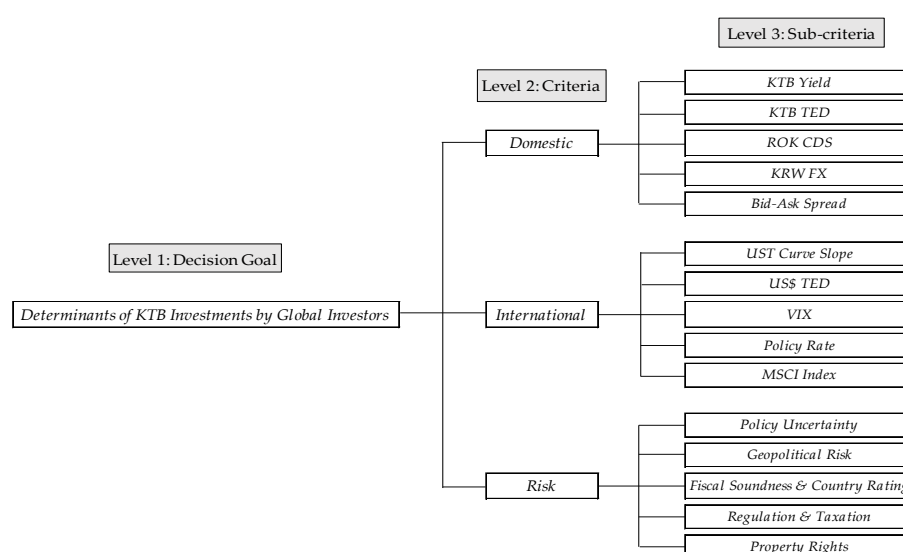 Level 3: Sub-criteria
Level 2: Criteria
Level 1: Decision Goal
Determinants of KTB Investments by Global Investors
Domestic
KTB Yield
KTB TED
ROK CDS
KRW FX
Bid-Ask Spread
International
UST Curve Slope
US$ TED
VIX
Policy Rate
MSCI Index
Risk
Policy Uncertainty
Geopolitical Risk
Fiscal Soundness & Country Rating
Regulation & Taxation
Property Rights